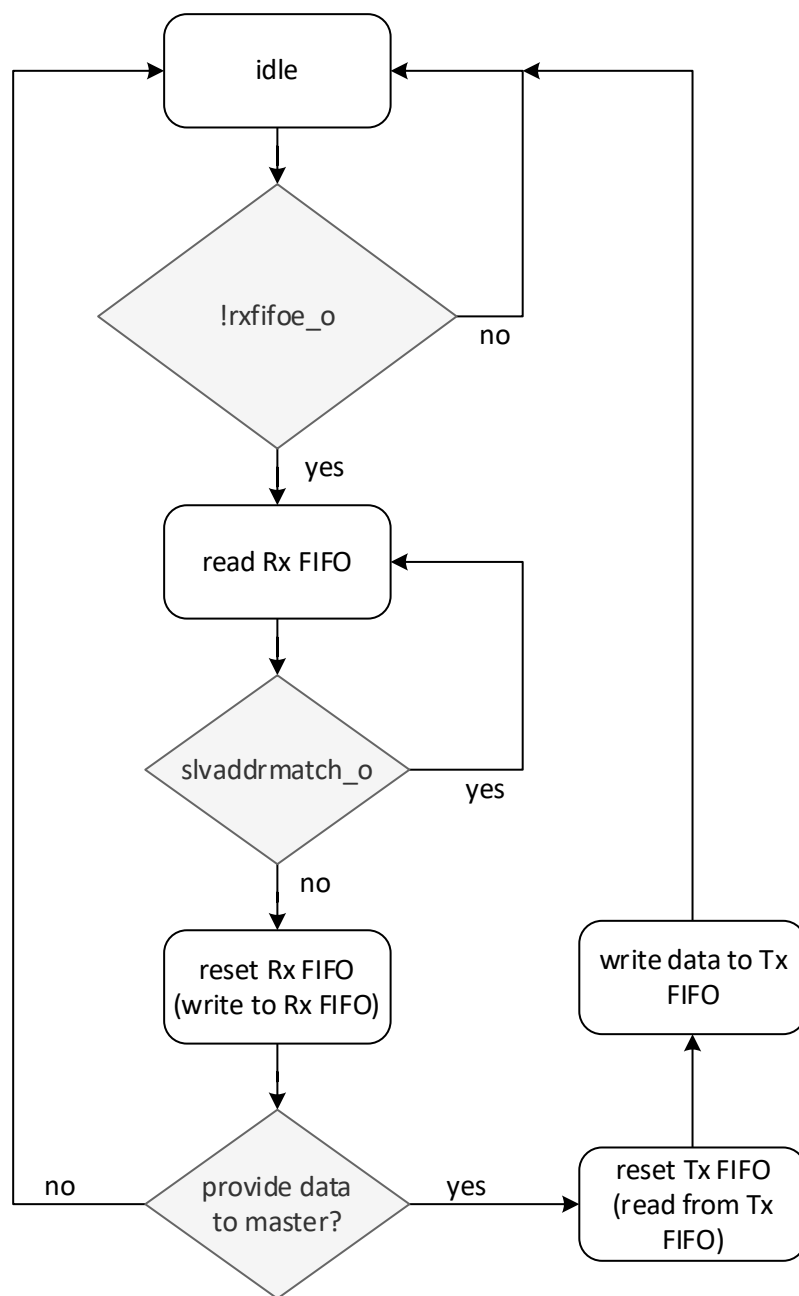 idle
!rxfifoe_o
no
yes
read Rx FIFO
slvaddrmatch_o
yes
no
reset Rx FIFO
(write to Rx FIFO)
write data to Tx
FIFO
no
provide data
to master?
yes
reset Tx FIFO
(read from Tx
FIFO)